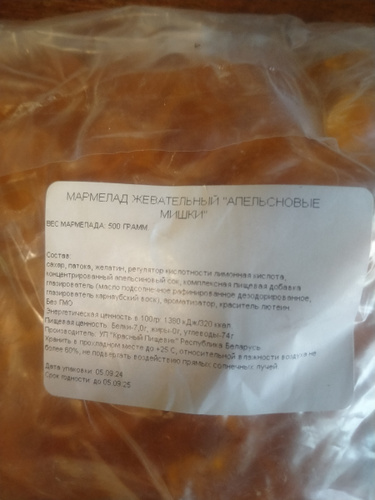 МАРМЕЛАД ЖЕВАТЕЛЬНЫЙ "АПЕЛЬСНОВЫЕ
МИШКИ"
ВЕС МАРМЕЛАДА: 500 ГРАММ
Состав:
сахар, патока, желатин, регулятор кислотности лимонная кислота,
концентрированный апельсиновый сок, комплексная пищевая добавка
глазирователь (масло подсолнечное рафинированное дезодорированное,
глазирователь карнаубский воск), ароматизатор, краситель лютеин.
Без ГМО
Энергетическая ценность в 100гр: 1380 кДж/320 ккал.
Пищевая ценность: Белки-7,0г, жиры-0г, углеводы-74г
Производитель: УП "Красный Пищевик" Республика Беларусь
Хранить в прохладном месте до +25 С, относительной влажности воздуха не
более 60%, не подвергать воздействию прямых солнечных лучей.
Дата упаковки: 05.09.24
Срок годности: до 05.09.25